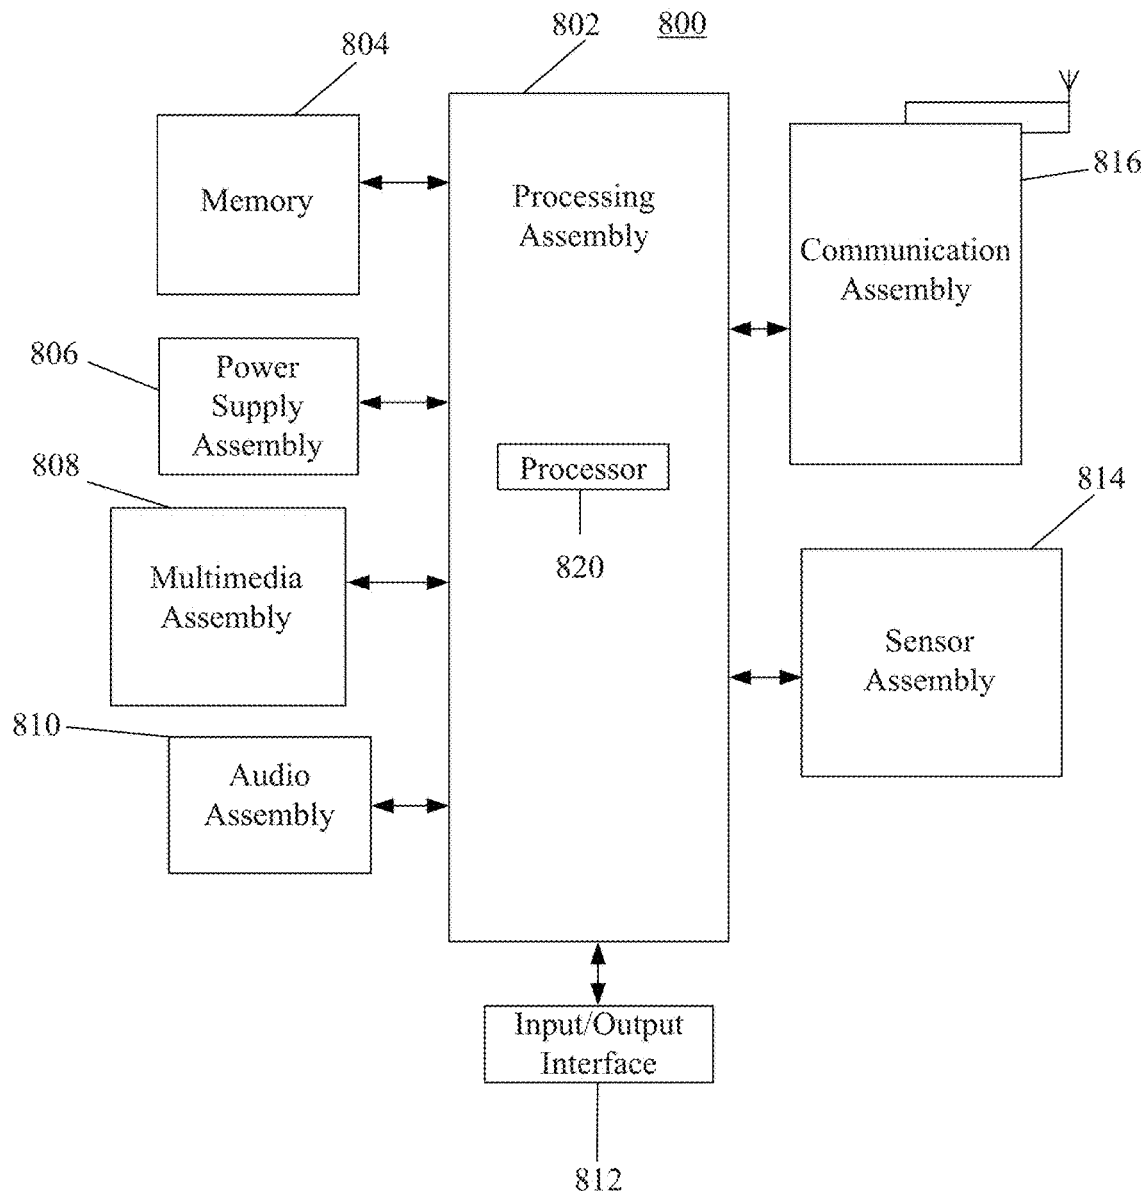 800
802
804
Memory
Processing
Assembly
816
Communication
Assembly
806
Power
Supply
Assembly
808
Processor
820
814
Multimedia
Assembly
Sensor
Assembly
810
Audio
Assembly
Input/Output
Interface
812